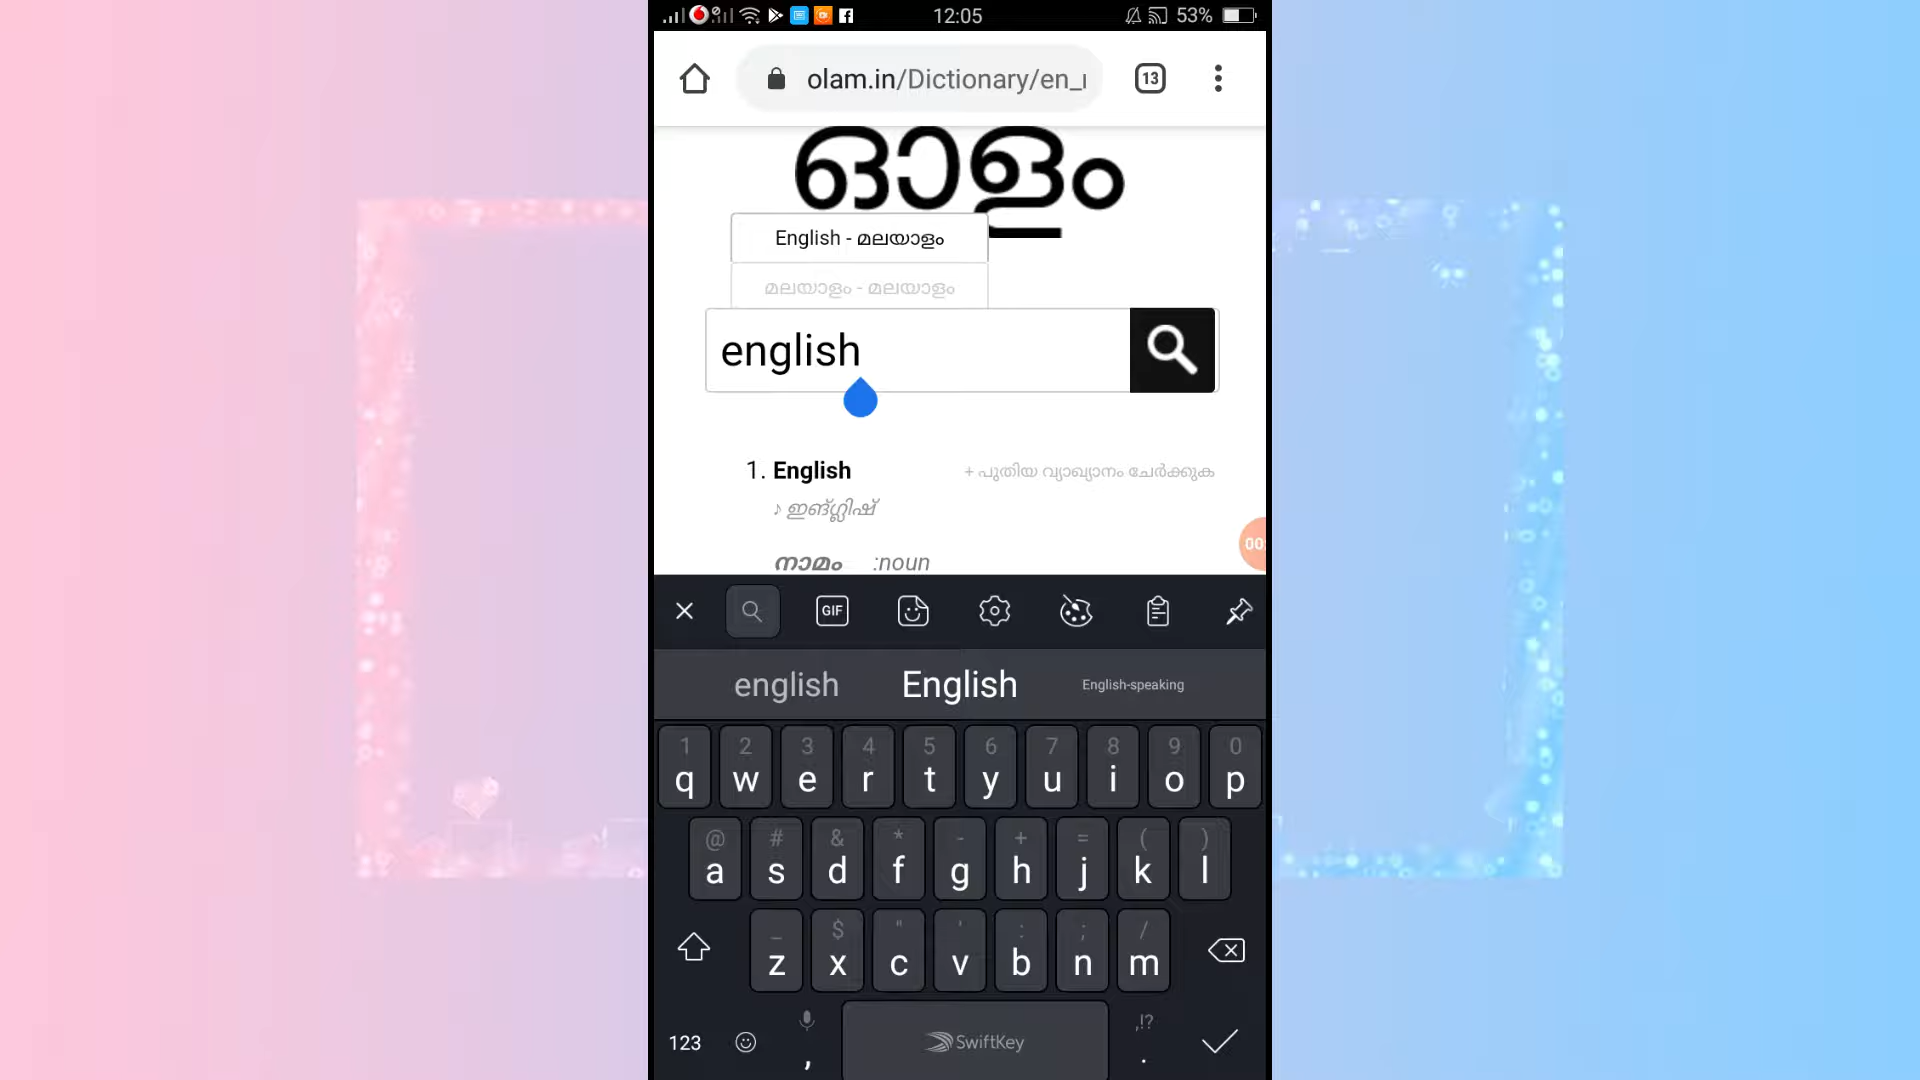 12:05 53%
olam.in/Dictionary/en_ 13
ഓളം
English - മലയാളം
മലയാളം - മലയാളം
english
1. English + പുതിയ വ്യാഖ്യാനം ചേർക്കുക
♪ ഇങ്ഗ്ലിഷ്
00
നാമം :noun
GIF
english English English-speaking
1 2 3 4 5 6 7 8 9 0
q w e r t y u i o p
@ # & * - + = ( )
a s d f g h j k l
_ $ " ' : ; /
z x c v b n m
,!?
123 , SwiftKey .